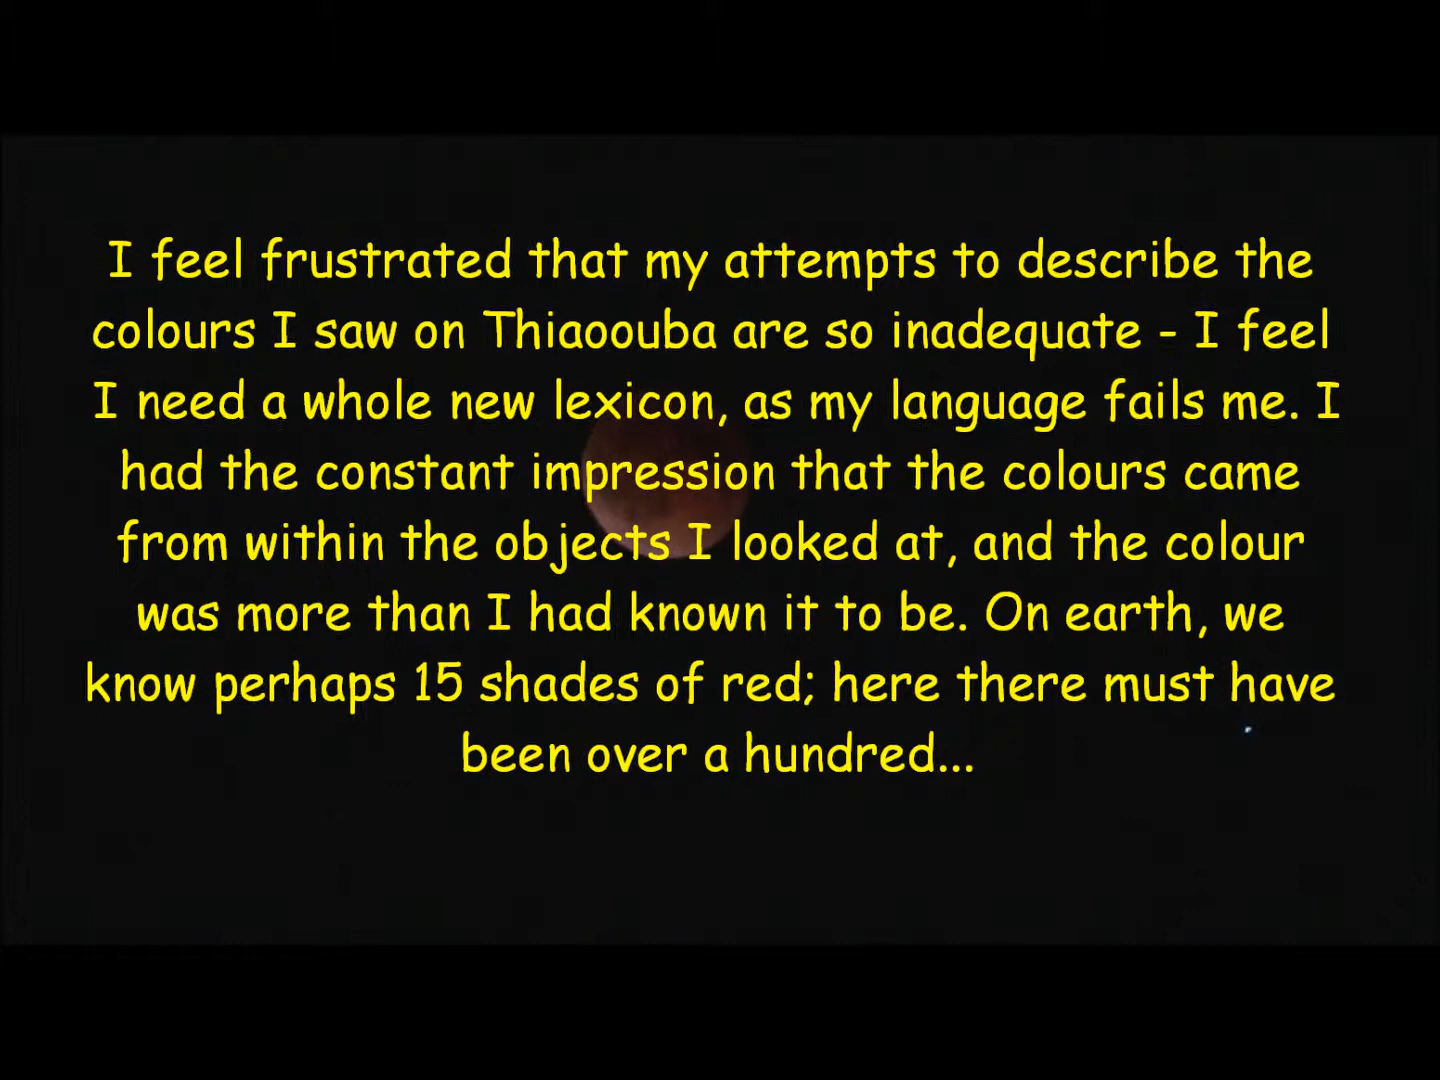 I feel frustrated that my attempts to describe the
colours I saw on Thiaoouba are so inadequate - I feel
I need a whole new lexicon, as my language fails me. I
had the constant impression that the colours came
from within the objects I looked at, and the colour
was more than I had known it to be. On earth, we
know perhaps 15 shades of red; here there must have
been over a hundred...